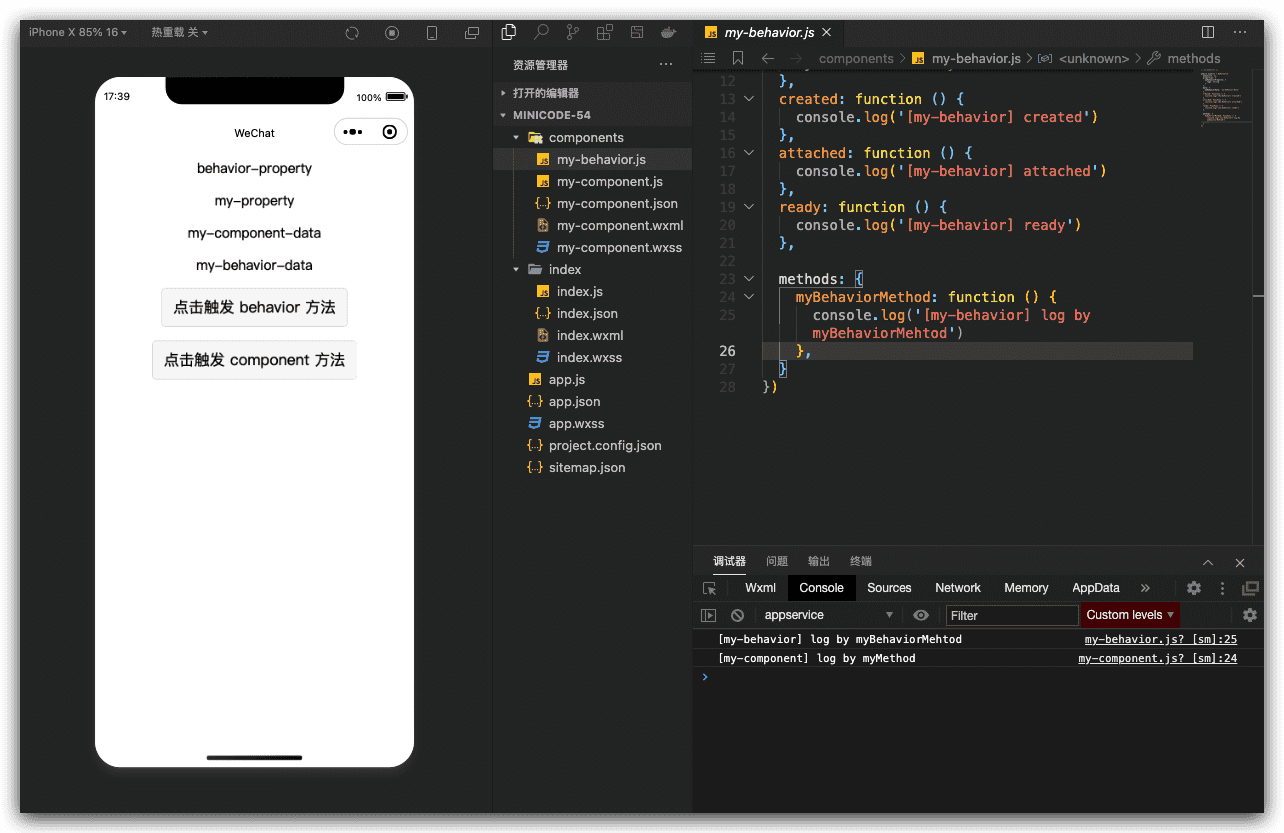 iPhone X 85% 16 热重载 关
17:39
100%
WeChat
behavior-property
my-property
my-component-data
my-behavior-data
点击触发 behavior 方法
点击触发 component 方法
资源管理器
打开的编辑器
MINICODE-54
components
my-behavior.js
my-component.js
my-component.json
my-component.wxml
my-component.wxss
index
index.js
index.json
index.wxml
index.wxss
app.js
app.json
app.wxss
project.config.json
sitemap.json
my-behavior.js
components > my-behavior.js > <unknown> > methods
12 },
13 created: function () {
14 console.log('[my-behavior] created')
15 },
16 attached: function () {
17 console.log('[my-behavior] attached')
18 },
19 ready: function () {
20 console.log('[my-behavior] ready')
21 },
22
23 methods: {
24 myBehaviorMethod: function () {
25 console.log('[my-behavior] log by
myBehaviorMehtod')
26 },
27 }
28 })
调试器 问题 输出 终端
Wxml Console Sources Network Memory AppData »
appservice Filter Custom levels
[my-behavior] log by myBehaviorMehtod my-behavior.js? [sm]:25
[my-component] log by myMethod my-component.js? [sm]:24
>